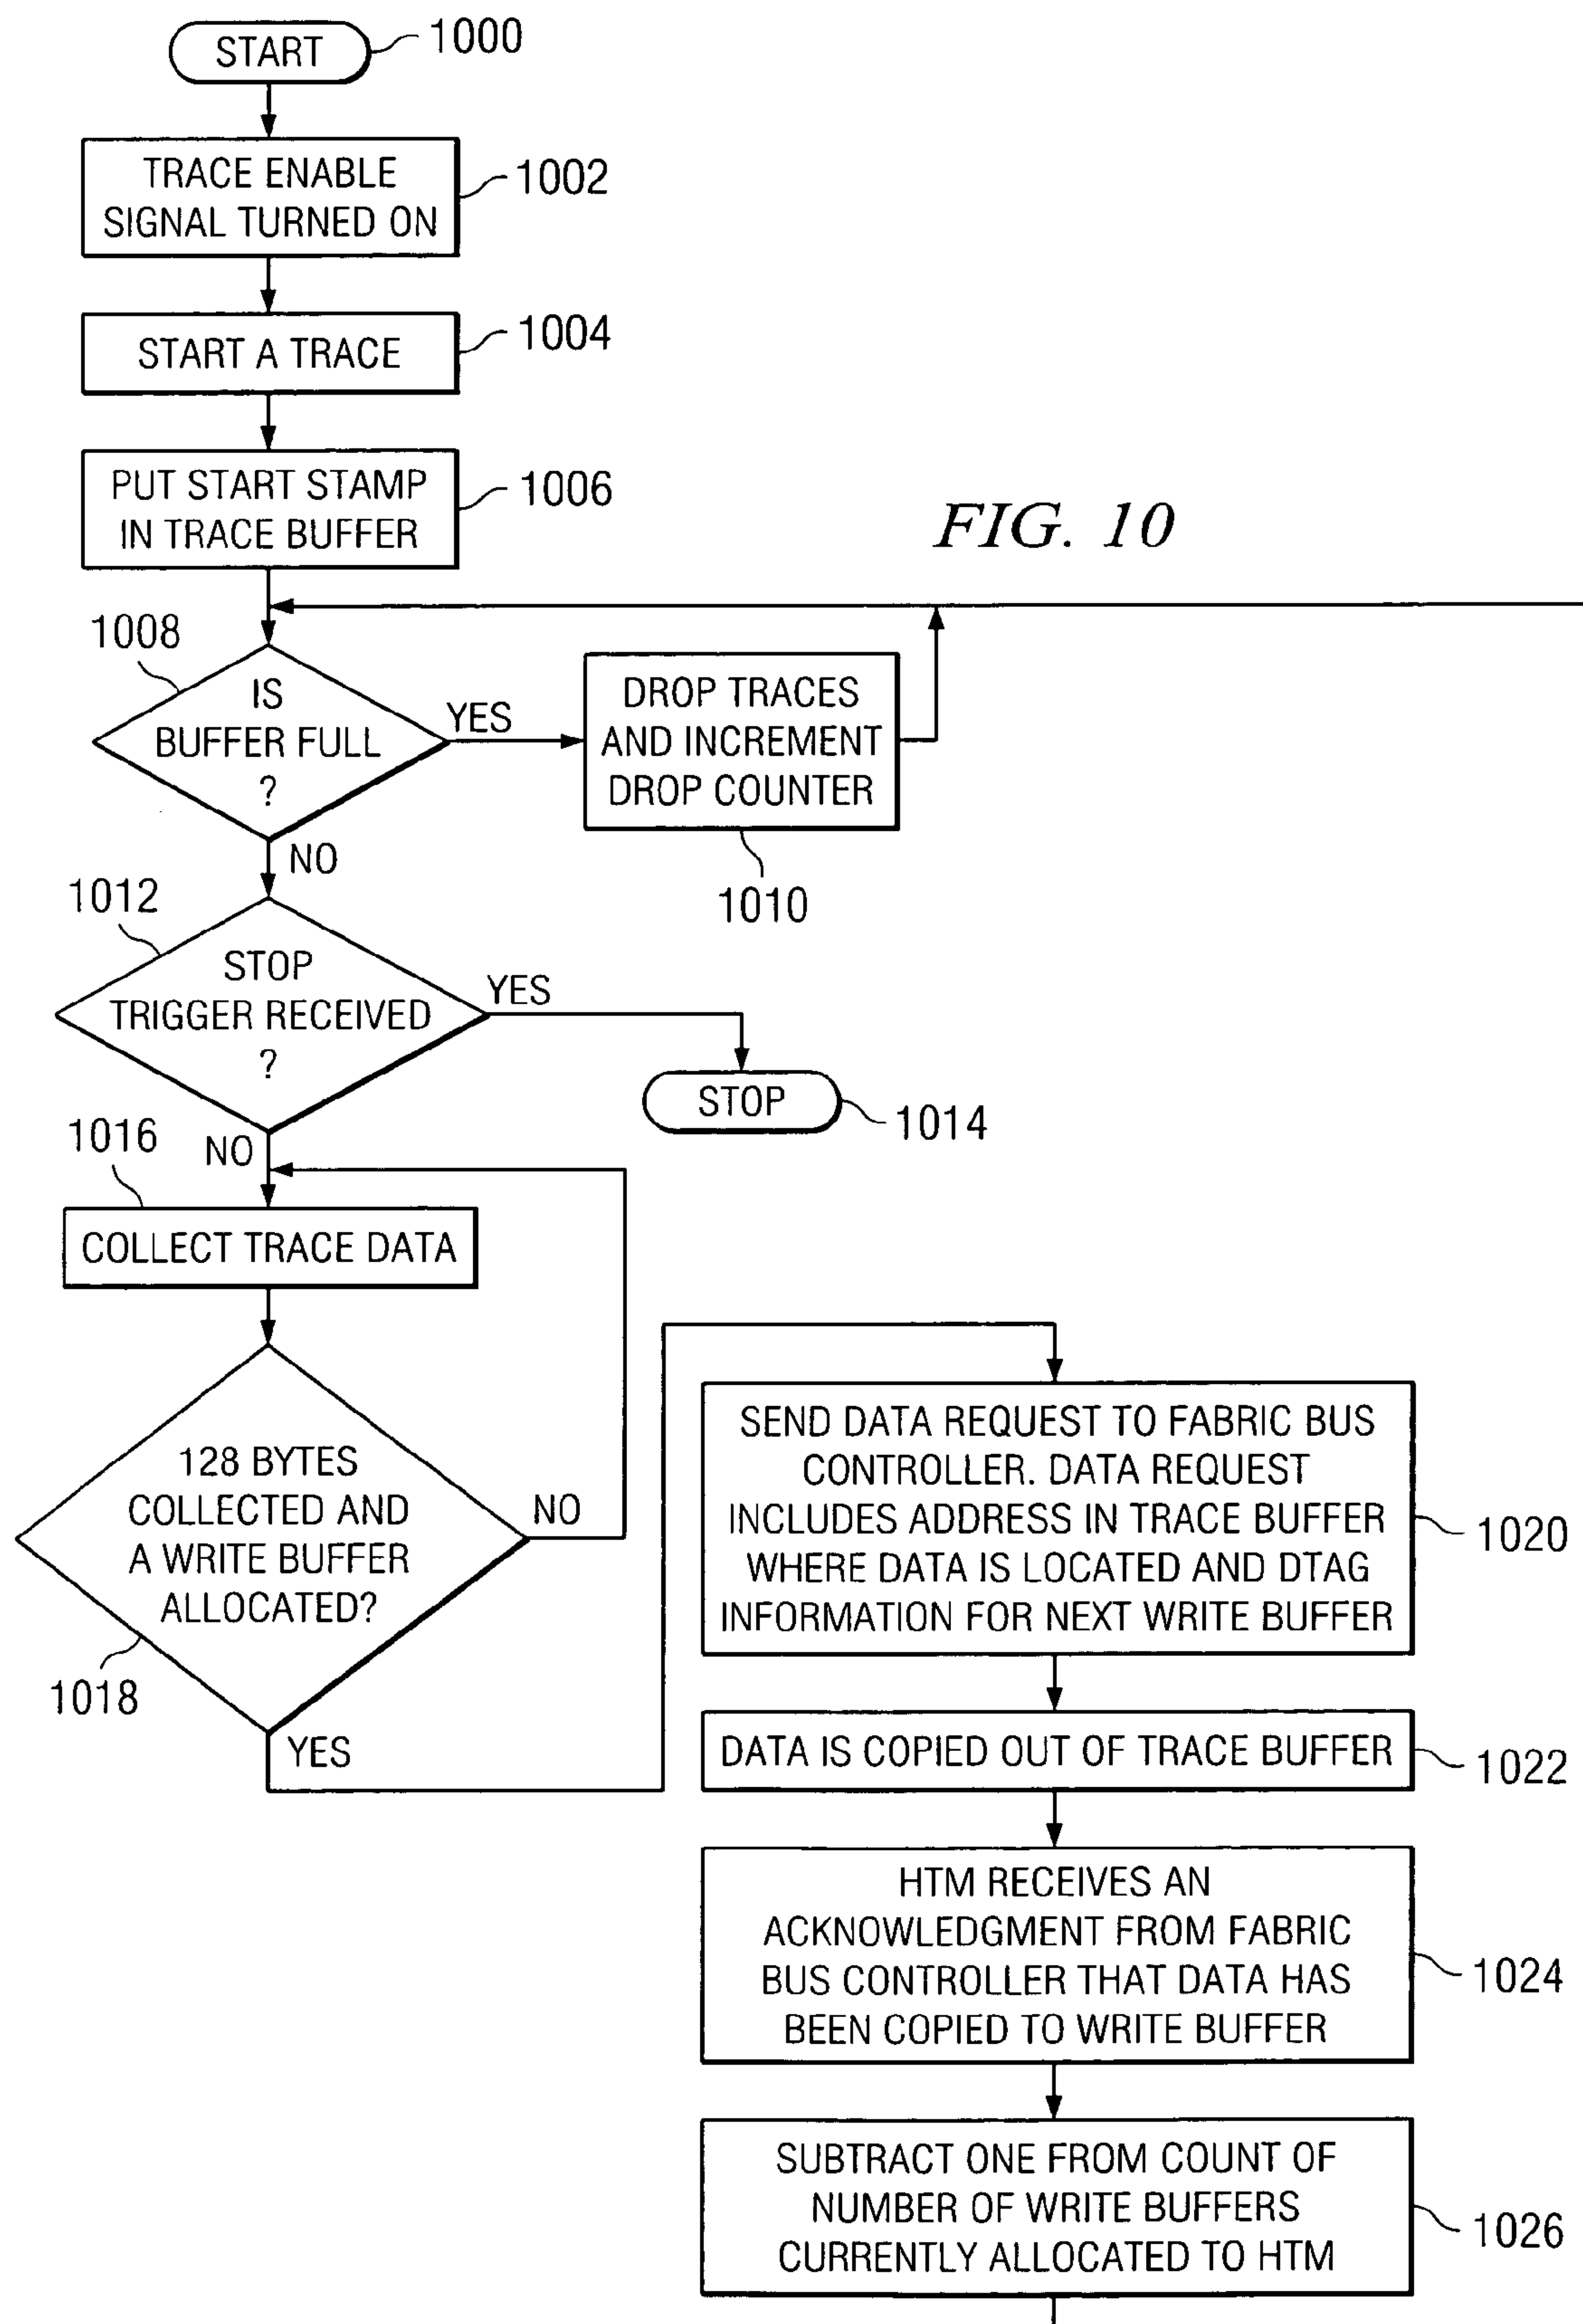 START
1000
TRACE ENABLE
SIGNAL TURNED ON
1002
START A TRACE
1004
PUT START STAMP
IN TRACE BUFFER
1006
FIG. 10
1008
IS
BUFFER FULL
?
YES
DROP TRACES
AND INCREMENT
DROP COUNTER
1010
NO
1012
STOP
TRIGGER RECEIVED
?
YES
STOP
1014
NO
1016
COLLECT TRACE DATA
128 BYTES
COLLECTED AND
A WRITE BUFFER
ALLOCATED?
NO
1018
YES
SEND DATA REQUEST TO FABRIC BUS
CONTROLLER. DATA REQUEST
INCLUDES ADDRESS IN TRACE BUFFER
WHERE DATA IS LOCATED AND DTAG
INFORMATION FOR NEXT WRITE BUFFER
1020
DATA IS COPIED OUT OF TRACE BUFFER
1022
HTM RECEIVES AN
ACKNOWLEDGMENT FROM FABRIC
BUS CONTROLLER THAT DATA HAS
BEEN COPIED TO WRITE BUFFER
1024
SUBTRACT ONE FROM COUNT OF
NUMBER OF WRITE BUFFERS
CURRENTLY ALLOCATED TO HTM
1026